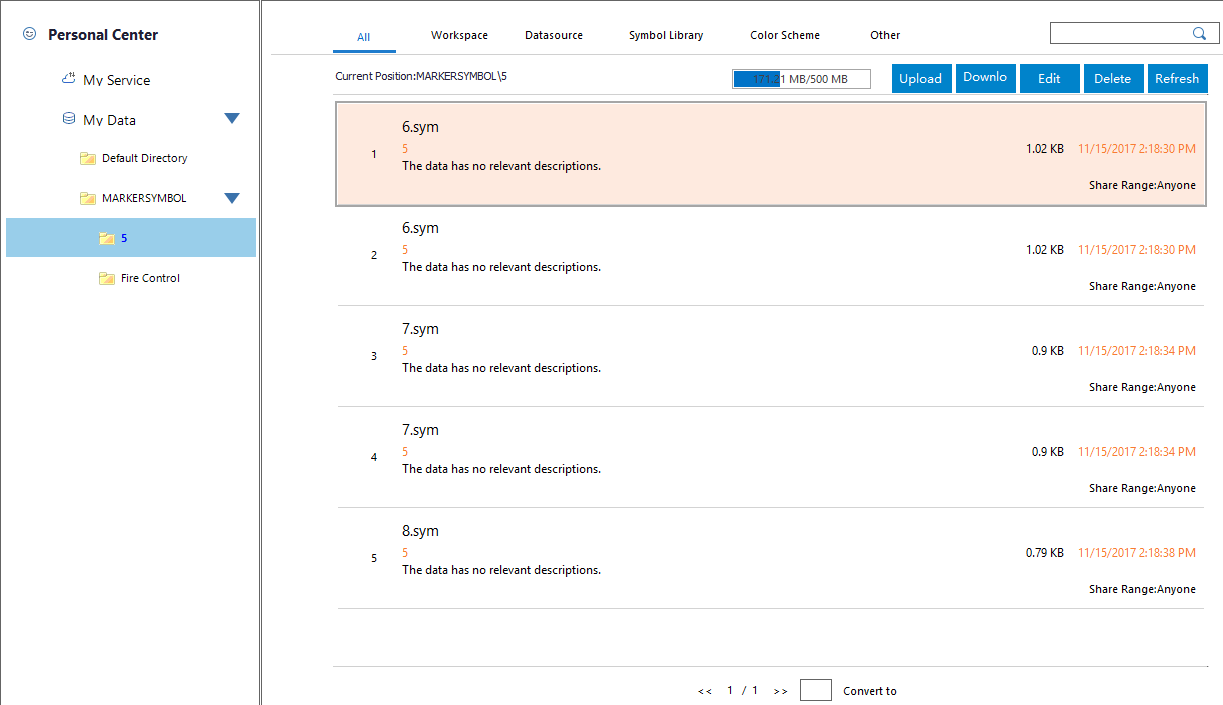 Personal Center
My Service
My Data
Default Directory
MARKERSYMBOL
5
Fire Control
All Workspace Datasource Symbol Library Color Scheme Other
Current Position:MARKERSYMBOL\5 171.21 MB/500 MB Upload Downlo Edit Delete Refresh
1
6.sym
5
The data has no relevant descriptions.
1.02 KB 11/15/2017 2:18:30 PM
Share Range:Anyone
2
6.sym
5
The data has no relevant descriptions.
1.02 KB 11/15/2017 2:18:30 PM
Share Range:Anyone
3
7.sym
5
The data has no relevant descriptions.
0.9 KB 11/15/2017 2:18:34 PM
Share Range:Anyone
4
7.sym
5
The data has no relevant descriptions.
0.9 KB 11/15/2017 2:18:34 PM
Share Range:Anyone
5
8.sym
5
The data has no relevant descriptions.
0.79 KB 11/15/2017 2:18:38 PM
Share Range:Anyone
<< 1 / 1 >> Convert to